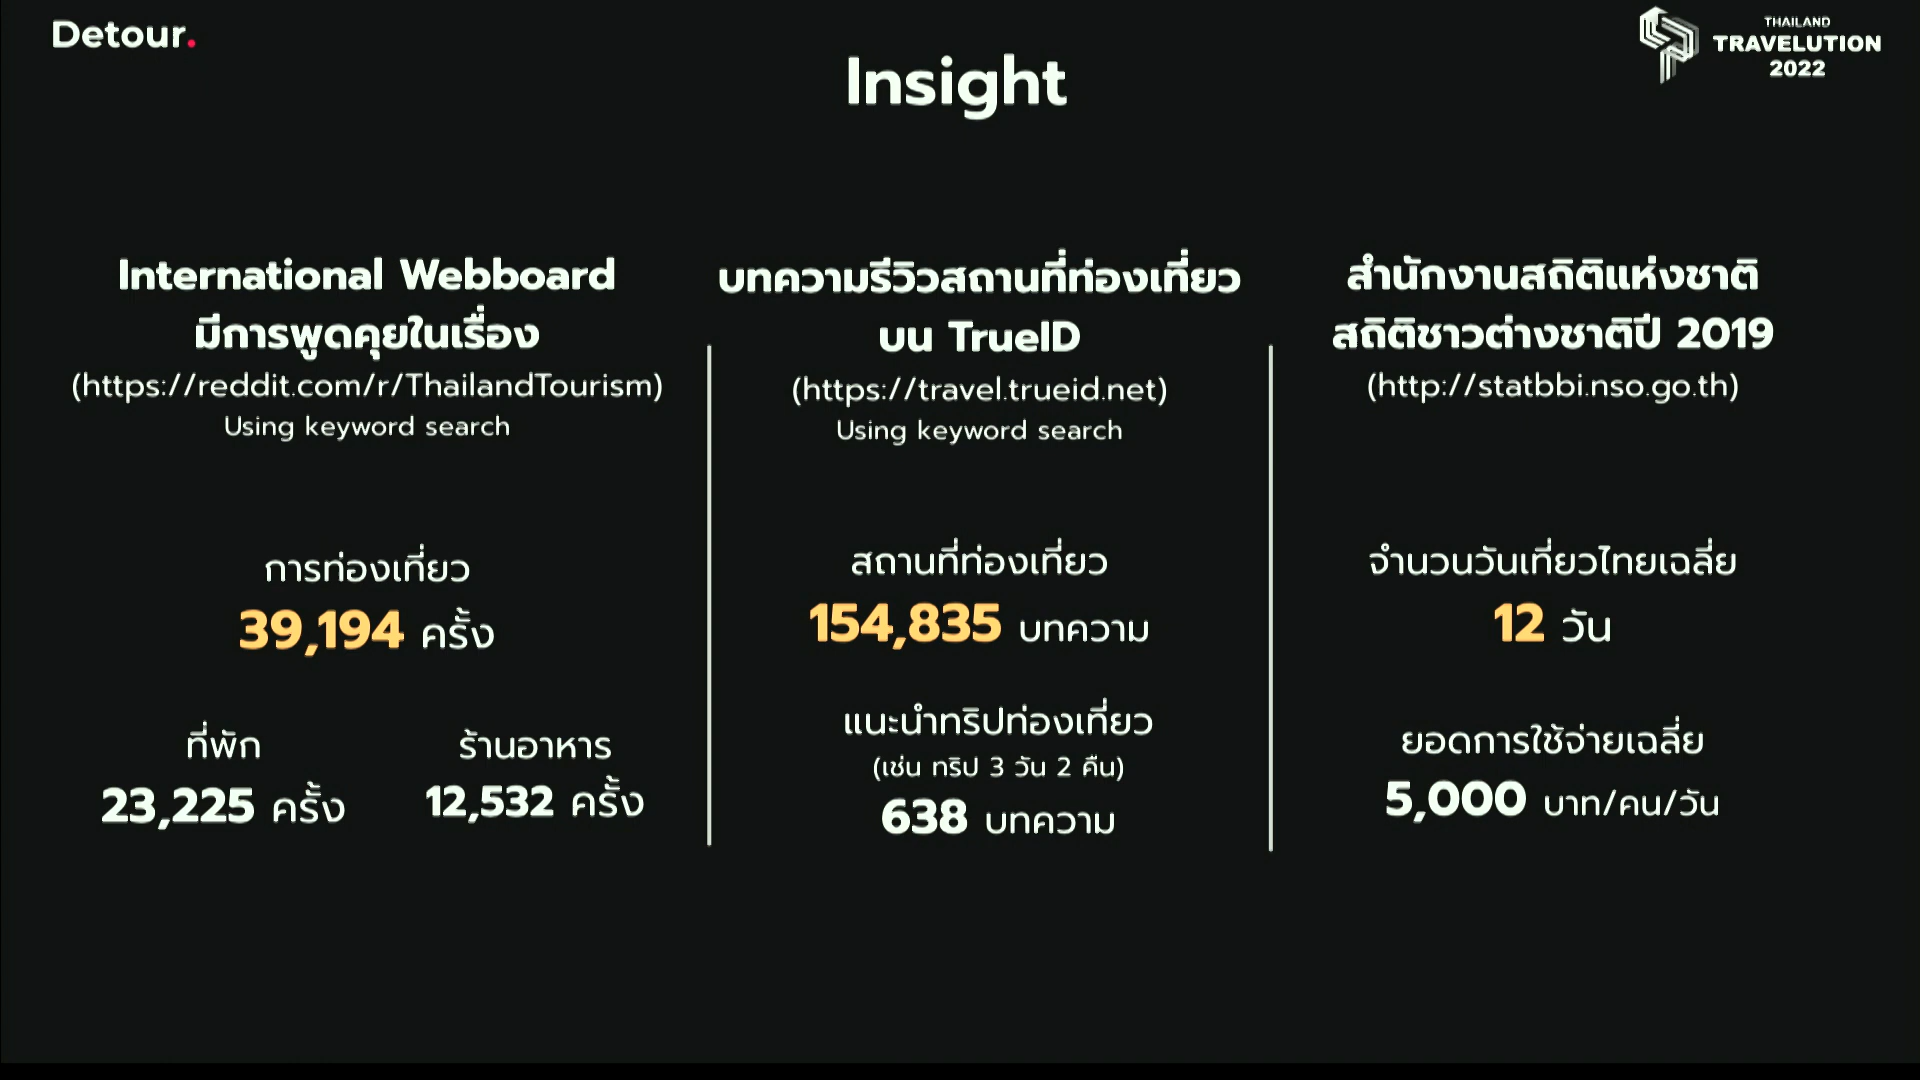 Detour.
THAILAND
TRAVELUTION
2022
Insight
International Webboard
มีการพูดคุยในเรื่อง
(https://reddit.com/r/ThailandTourism)
Using keyword search
การท่องเที่ยว
39,194 ครั้ง
ที่พัก
23,225 ครั้ง
ร้านอาหาร
12,532 ครั้ง
บทความรีวิวสถานที่ท่องเที่ยว
บน TrueID
(https://travel.trueid.net)
Using keyword search
สถานที่ท่องเที่ยว
154,835 บทความ
แนะนำทริปท่องเที่ยว
(เช่น ทริป 3 วัน 2 คืน)
638 บทความ
สำนักงานสถิติแห่งชาติ
สถิติชาวต่างชาติปี 2019
(http://statbbi.nso.go.th)
จำนวนวันเที่ยวไทยเฉลี่ย
12 วัน
ยอดการใช้จ่ายเฉลี่ย
5,000 บาท/คน/วัน